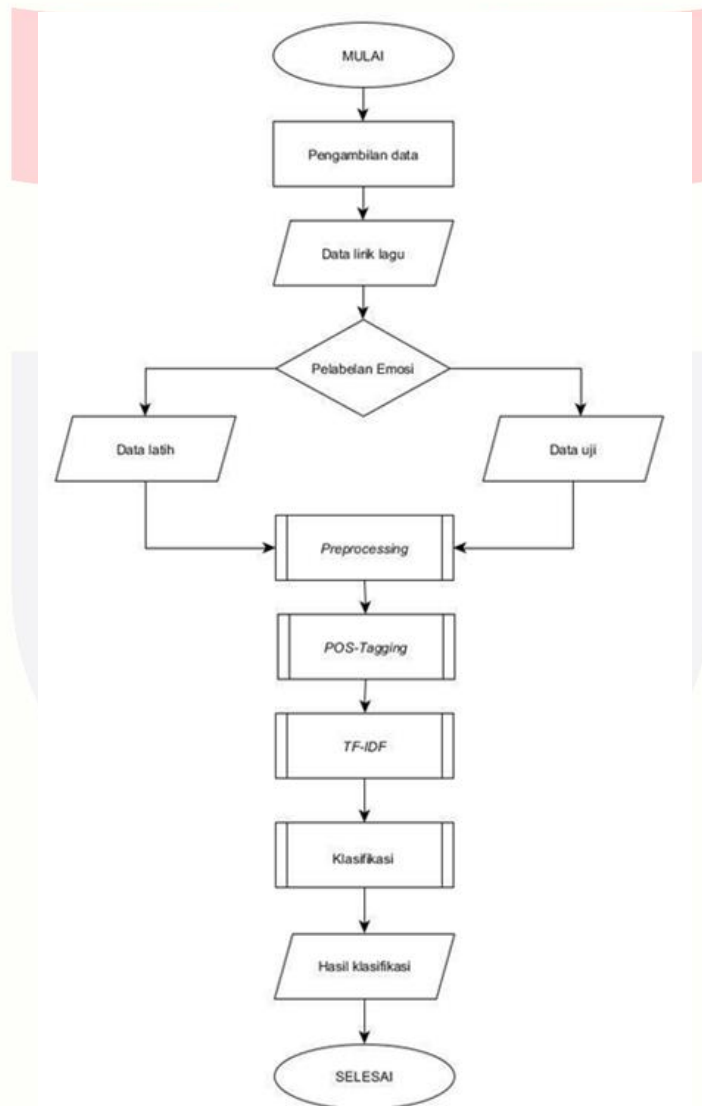 MULAI
Pengambilan data
Data lirik lagu
Pelabelan Emosi
Data latih
Data uji
Preprocessing
POS-Tagging
TF-IDF
Klasifikasi
Hasil klasifikasi
SELESAI